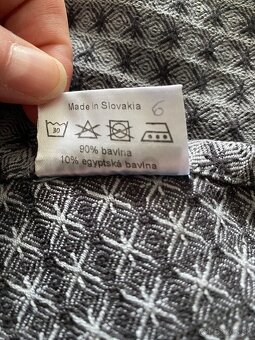 Made in Slovakia 6
30
90% bavlna
10% egyptská bavlna